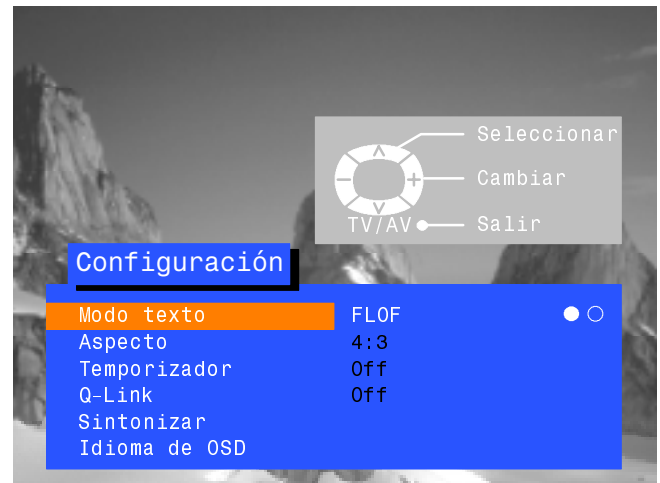 Seleccionar
Cambiar
TV/AV Salir
Configuración
Modo texto FLOF
Aspecto 4:3
Temporizador Off
Q-Link Off
Sintonizar
Idioma de OSD